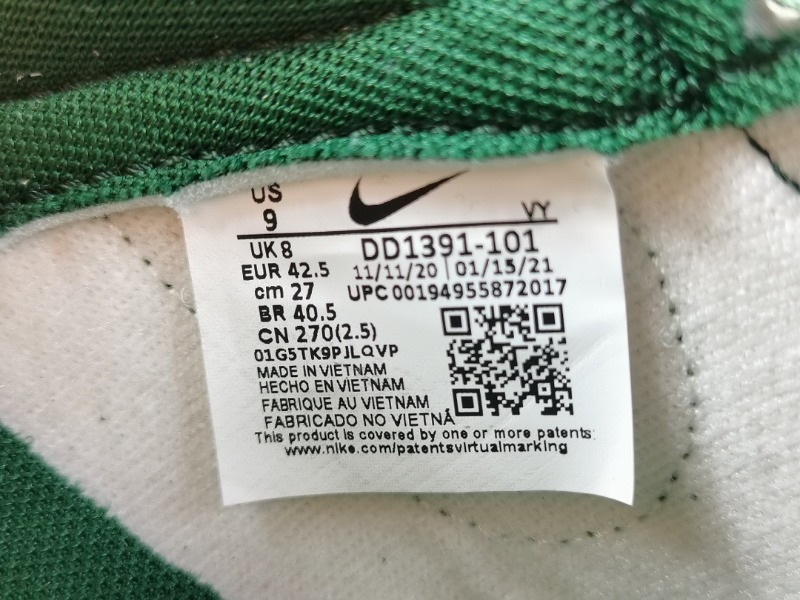 US
9
VY
UK 8
DD1391-101
EUR 42.5
11/11/20 01/15/21
cm 27
UPC 00194955872017
BR 40.5
CN 270(2.5)
01G5TK9PJLQVP
MADE IN VIETNAM
HECHO EN VIETNAM
FABRIQUE AU VIETNAM
FABRICADO NO VIETNÃ
This product is covered by one or more patents:
www.nike.com/patentsvirtualmarking